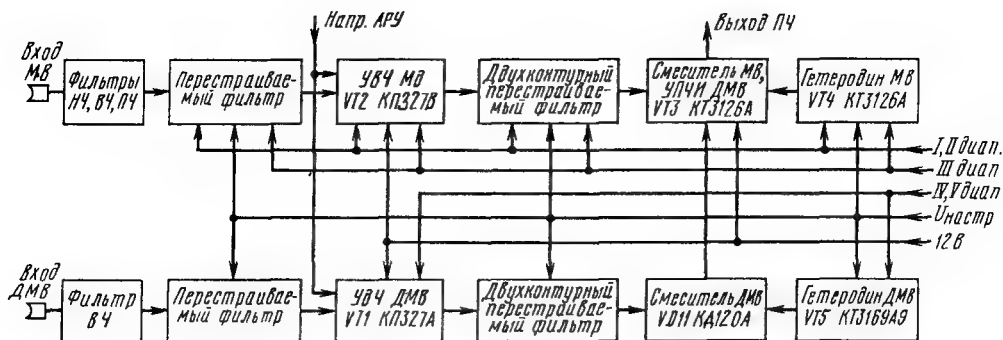 Напр. АРУ
Выход ПЧ
Вход
МВ
Фильтры
НЧ, ВЧ, ПЧ
Перестраивае-
мый фильтр
УВЧ Мд
VT2 КП327В
Двухконтурный
перестраивае-
мый фильтр
Смеситель МВ,
УПЧИ ДМВ
VT3 КТ3126А
Гетеродин МВ
VT4 КТ3126А
I, II диап.
III диап
IV, V диап
Uнастр
12 В
Вход
ДМВ
Фильтр
ВЧ
Перестраивае-
мый фильтр
УВЧ ДМВ
VT1 КП327А
Двухконтурный
перестраивае-
мый фильтр
Смеситель ДМВ
VD11 КД120А
Гетеродин ДМВ
VT5 КТ3169А9